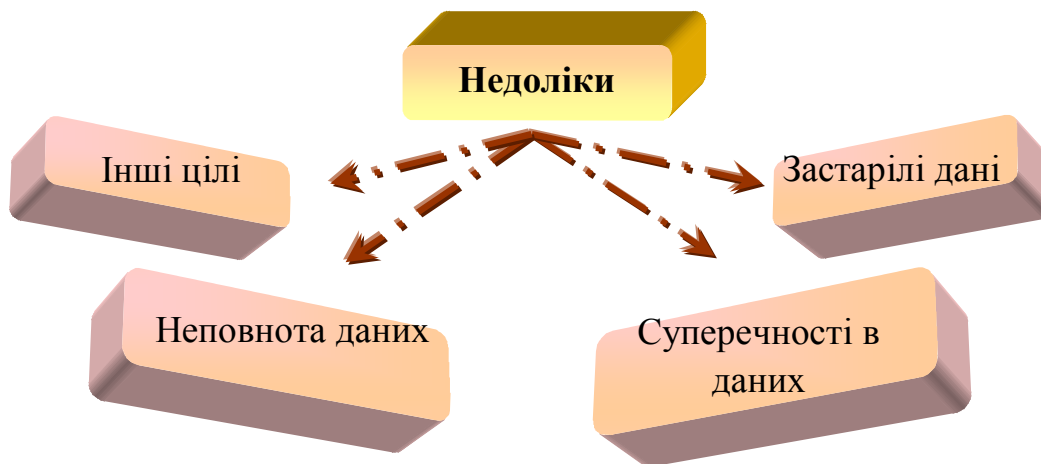 Недоліки
Інші цілі
Застарілі дані
Неповнота даних
Суперечності в
даних